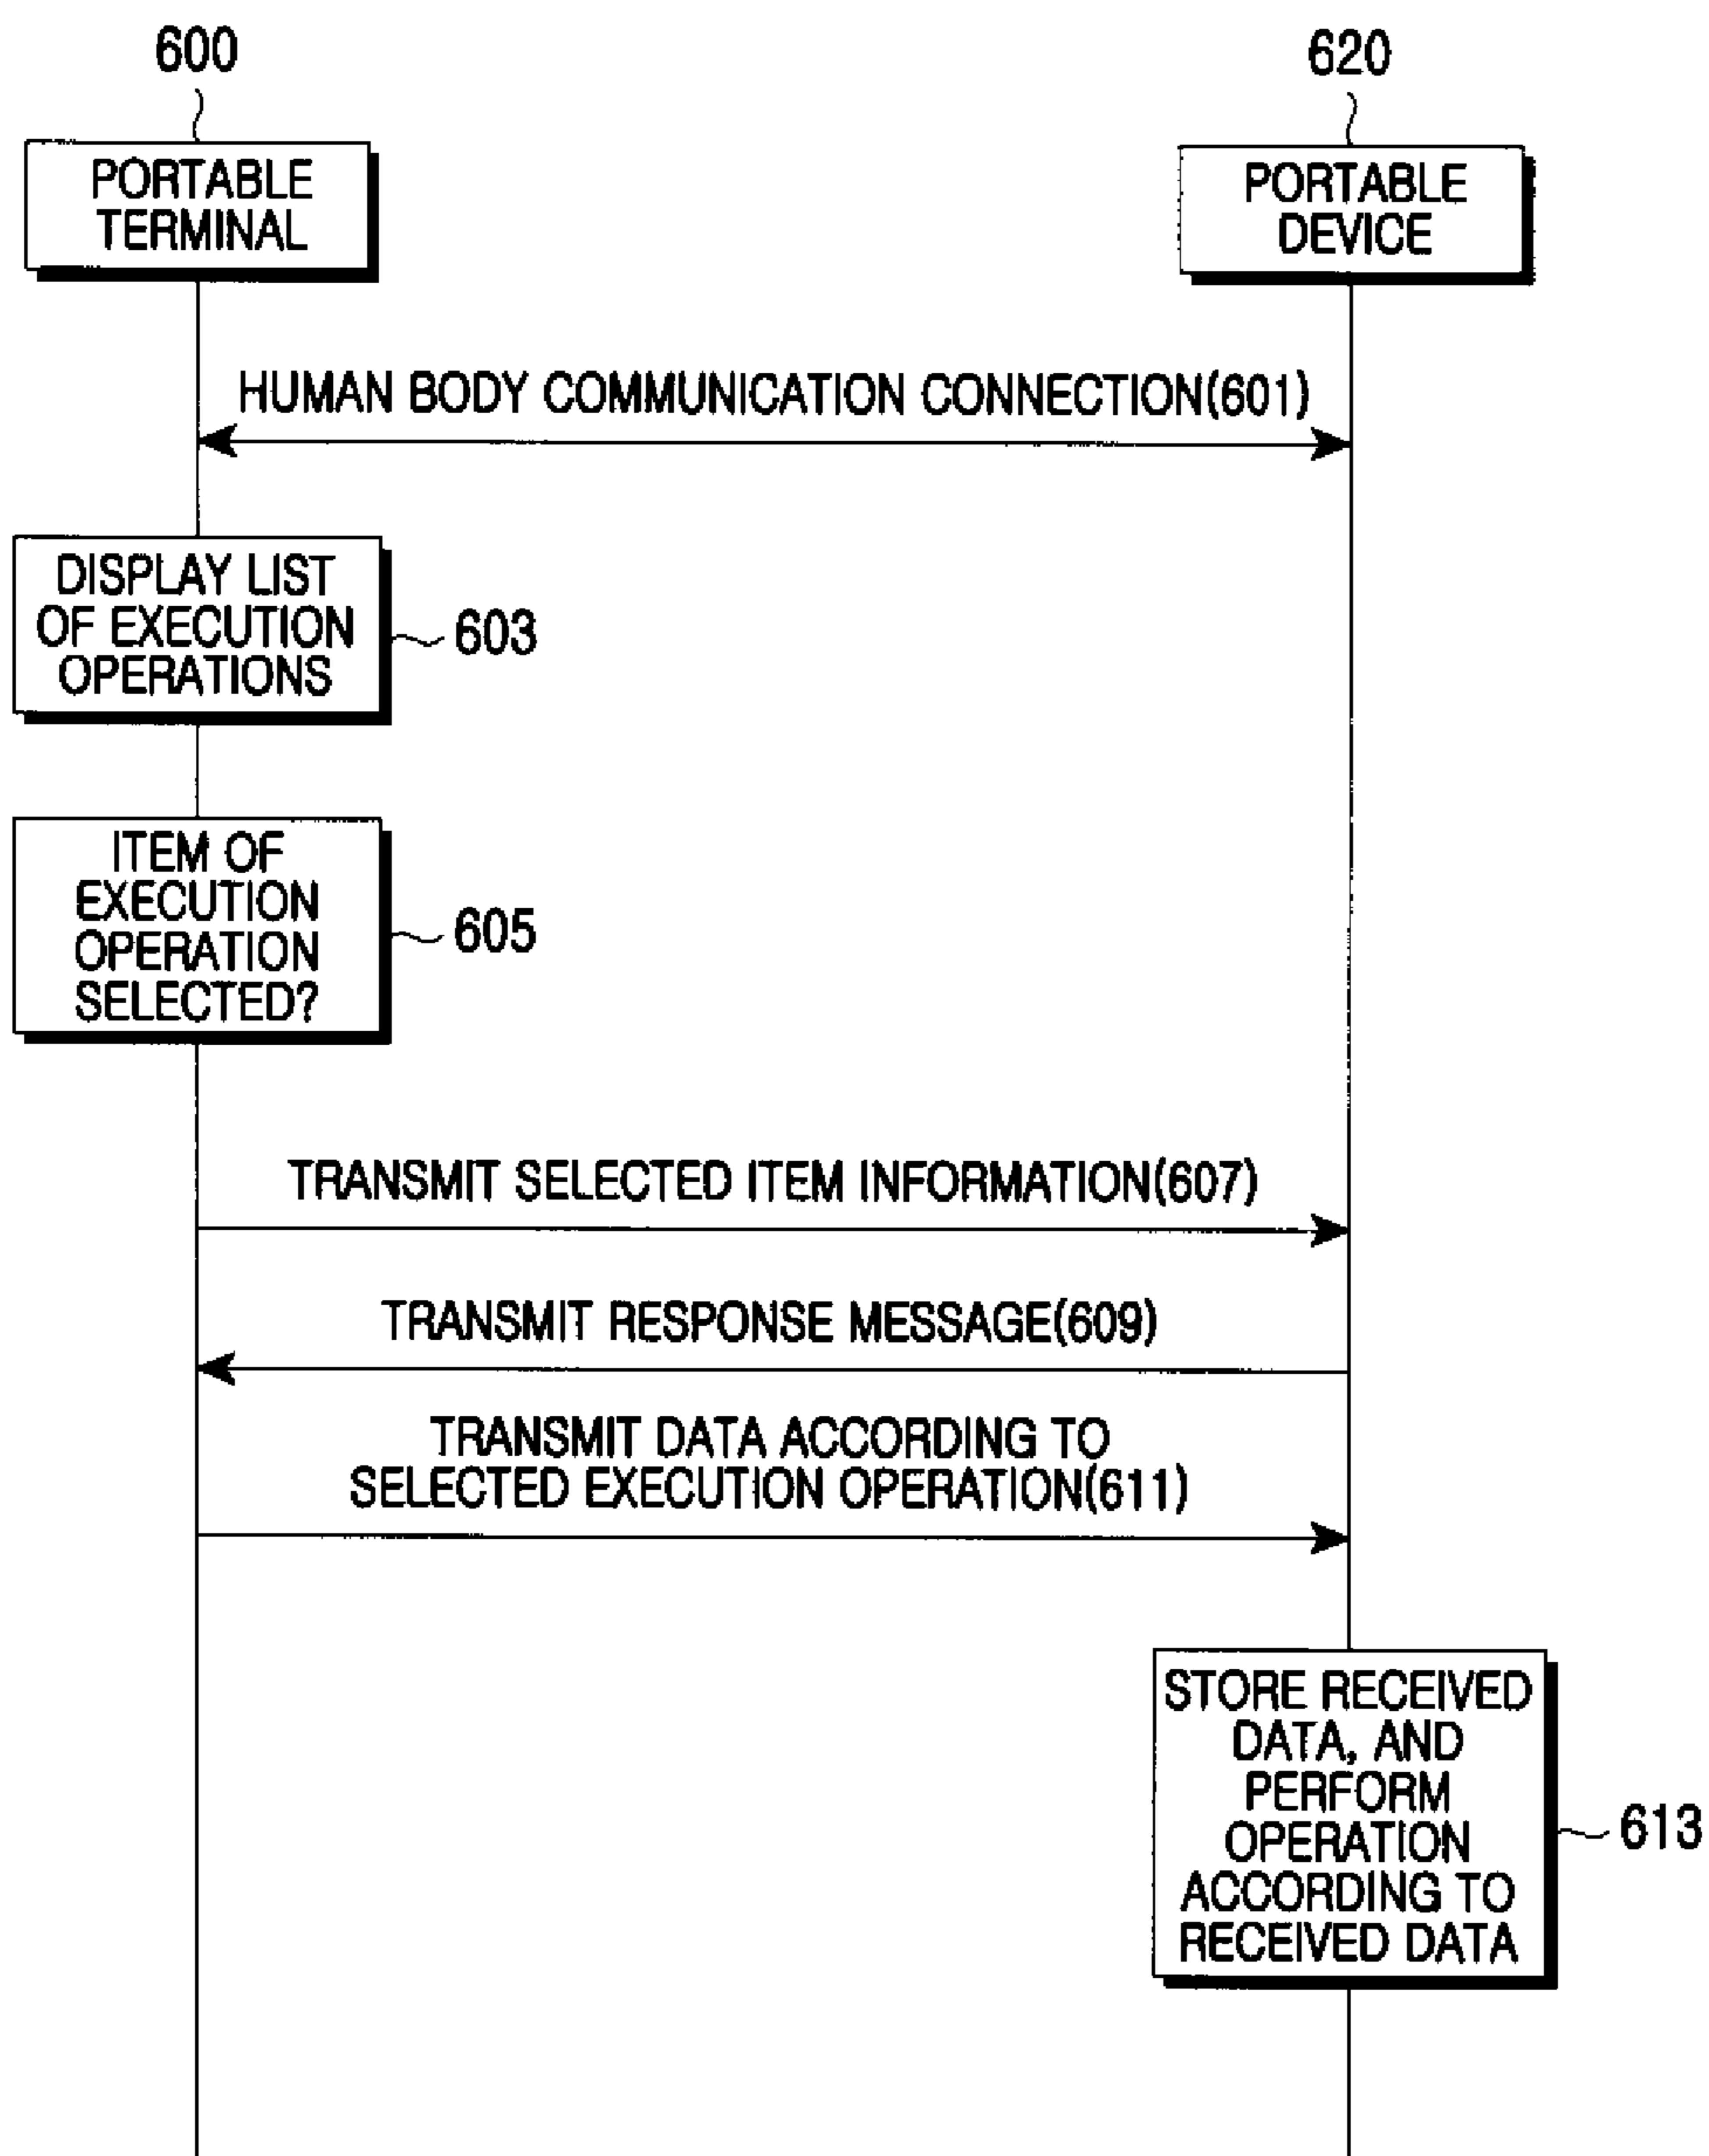 600
620
PORTABLE
TERMINAL
PORTABLE
DEVICE
HUMAN BODY COMMUNICATION CONNECTION(601)
DISPLAY LIST
OF EXECUTION
OPERATIONS
603
ITEM OF
EXECUTION
OPERATION
SELECTED?
605
TRANSMIT SELECTED ITEM INFORMATION(607)
TRANSMIT RESPONSE MESSAGE(609)
TRANSMIT DATA ACCORDING TO
SELECTED EXECUTION OPERATION(611)
STORE RECEIVED
DATA, AND
PERFORM
OPERATION
ACCORDING TO
RECEIVED DATA
613